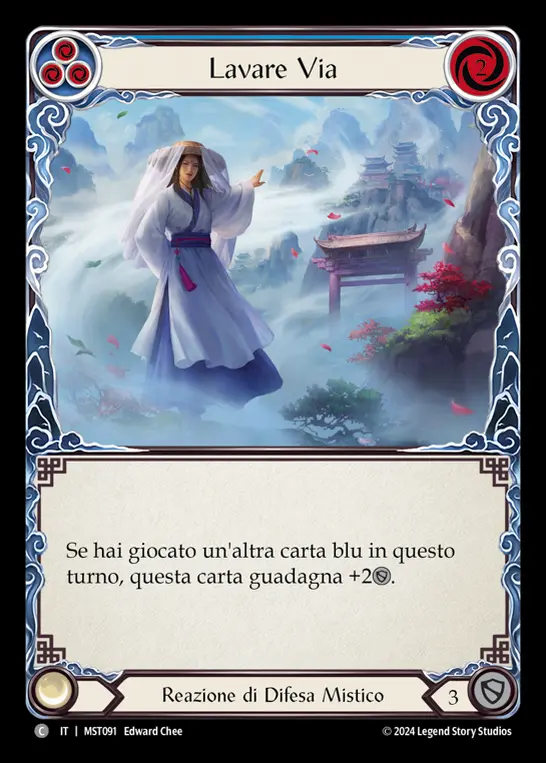 Lavare Via
2
Se hai giocato un'altra carta blu in questo
turno, questa carta guadagna +2.
Reazione di Difesa Mistico
3
C IT | MST091 Edward Chee
© 2024 Legend Story Studios